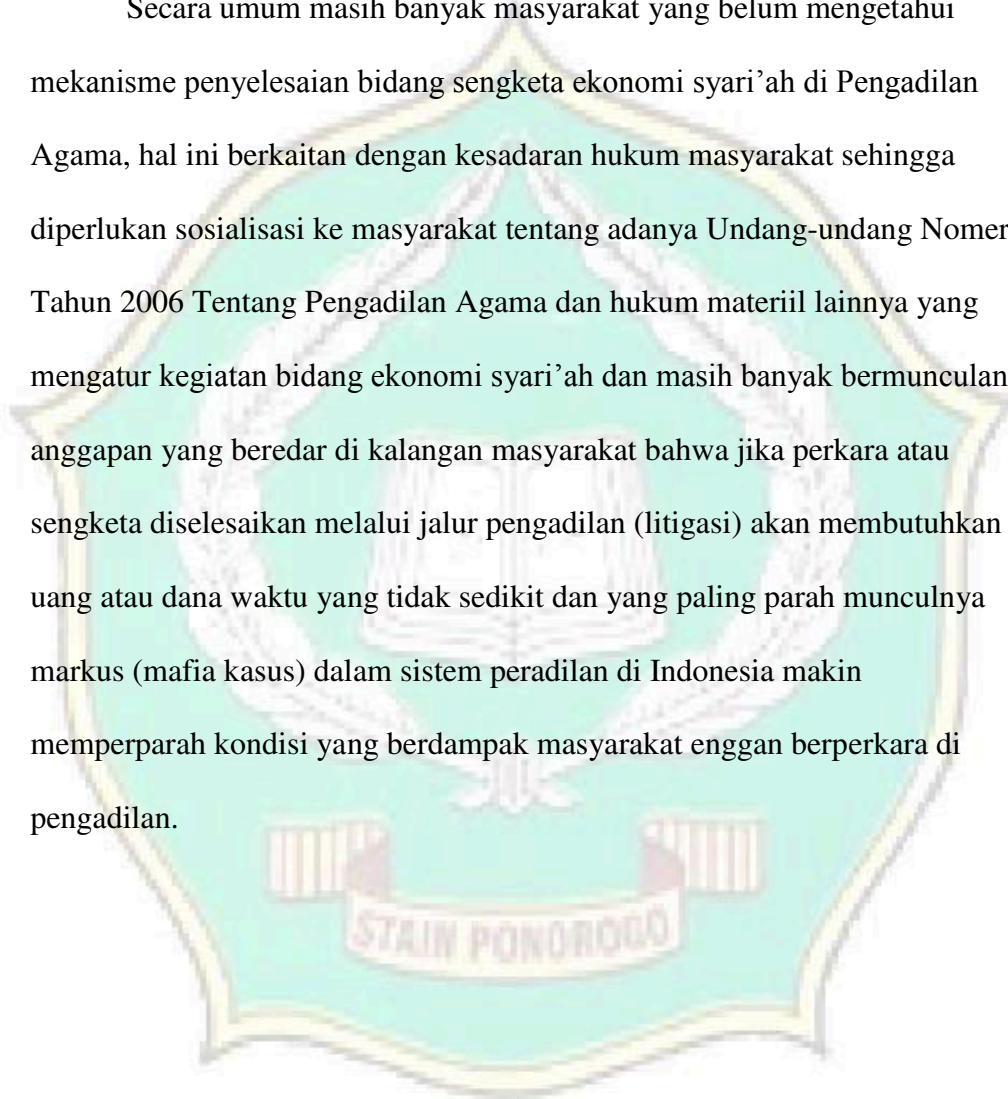 Secara umum masih banyak masyarakat yang belum mengetahui
mekanisme penyelesaian bidang sengketa ekonomi syari’ah di Pengadilan
Agama, hal ini berkaitan dengan kesadaran hukum masyarakat sehingga
diperlukan sosialisasi ke masyarakat tentang adanya Undang-undang Nomer
Tahun 2006 Tentang Pengadilan Agama dan hukum materiil lainnya yang
mengatur kegiatan bidang ekonomi syari’ah dan masih banyak bermunculan
anggapan yang beredar di kalangan masyarakat bahwa jika perkara atau
sengketa diselesaikan melalui jalur pengadilan (litigasi) akan membutuhkan
uang atau dana waktu yang tidak sedikit dan yang paling parah munculnya
markus (mafia kasus) dalam sistem peradilan di Indonesia makin
memperparah kondisi yang berdampak masyarakat enggan berperkara di
pengadilan.
STAIN PONOROGO